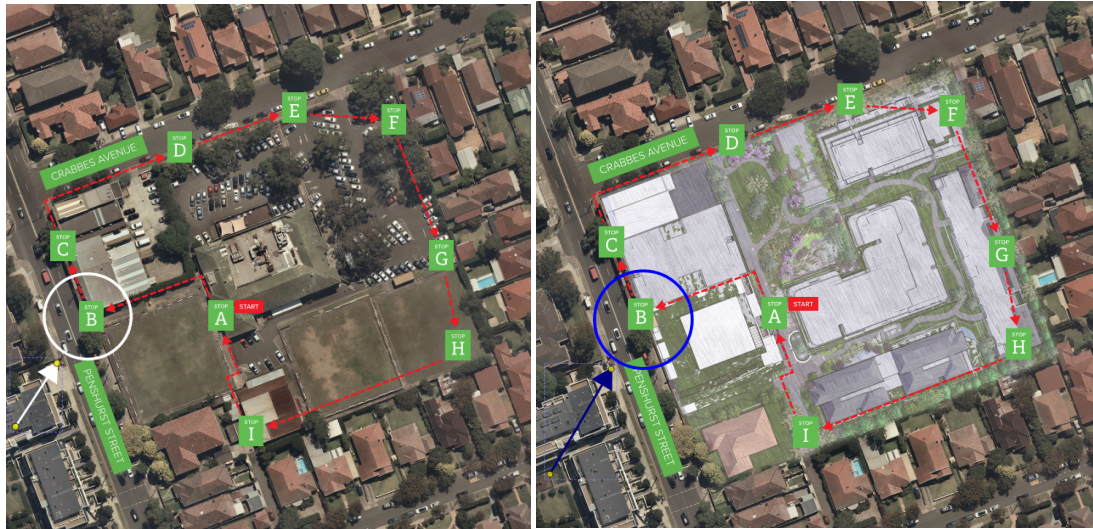 STOP
E
STOP
F
STOP
D
CRABBES AVENUE
STOP
C
STOP
G
STOP
B
STOP
A
START
STOP
H
PENSHURST STREET
STOP
I
STOP
E
STOP
F
STOP
D
CRABBES AVENUE
STOP
C
STOP
G
STOP
B
STOP
A
START
STOP
H
PENSHURST STREET
STOP
I